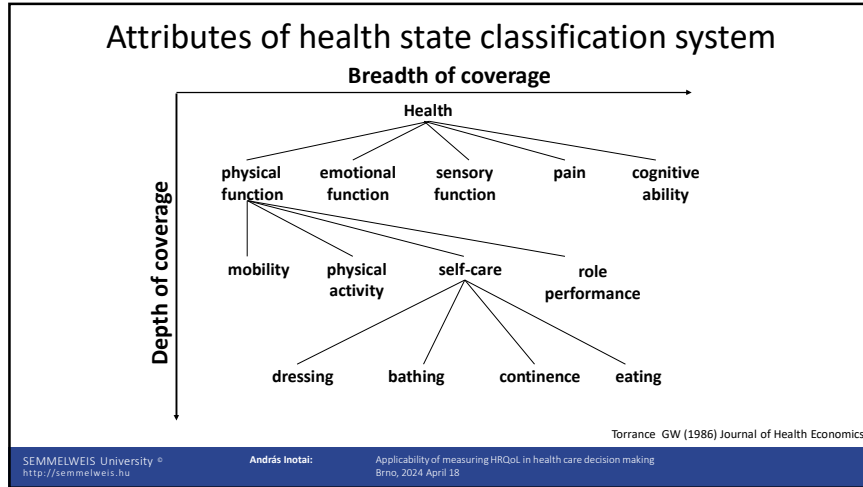 Attributes of health state classification system
Breadth of coverage
Depth of coverage
Health
physical function
emotional function
sensory function
pain
cognitive ability
mobility
physical activity
self-care
role performance
dressing
bathing
continence
eating
Torrance GW (1986) Journal of Health Economics
SEMMELWEIS University ©
http://semmelweis.hu
András Inotai:
Applicability of measuring HRQoL in health care decision making
Brno, 2024 April 18